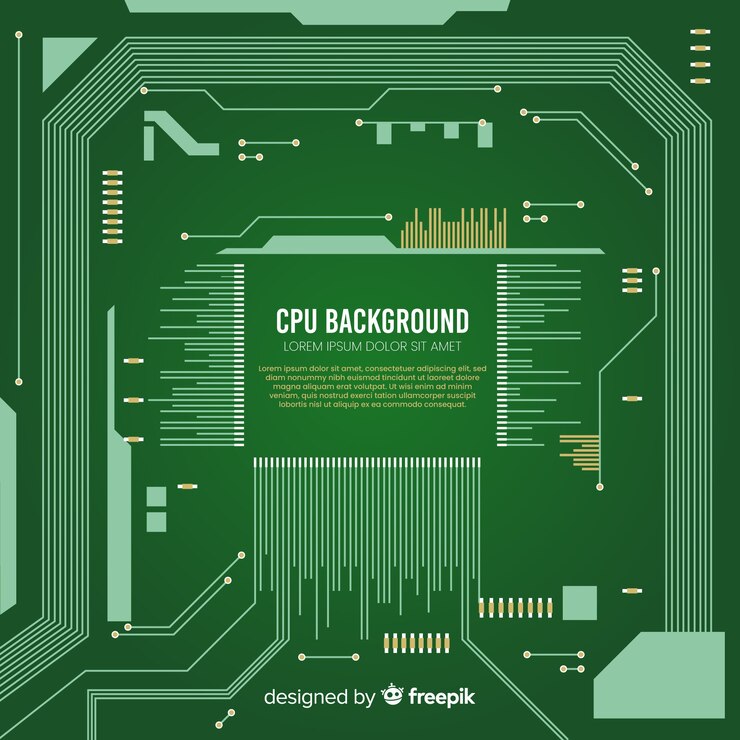 CPU BACKGROUND
LOREM IPSUM DOLOR SIT AMET
Lorem ipsum dolor sit amet, consectetuer adipiscing elit, sed
diam nonummy nibh euismod tincidunt ut laoreet dolore
magna aliquam erat volutpat. Ut wisi enim ad minim
veniam, quis nostrud exerci tation ullamcorper suscipit
lobortis nisl ut aliquip ex ea commodo consequat.
designed by freepik